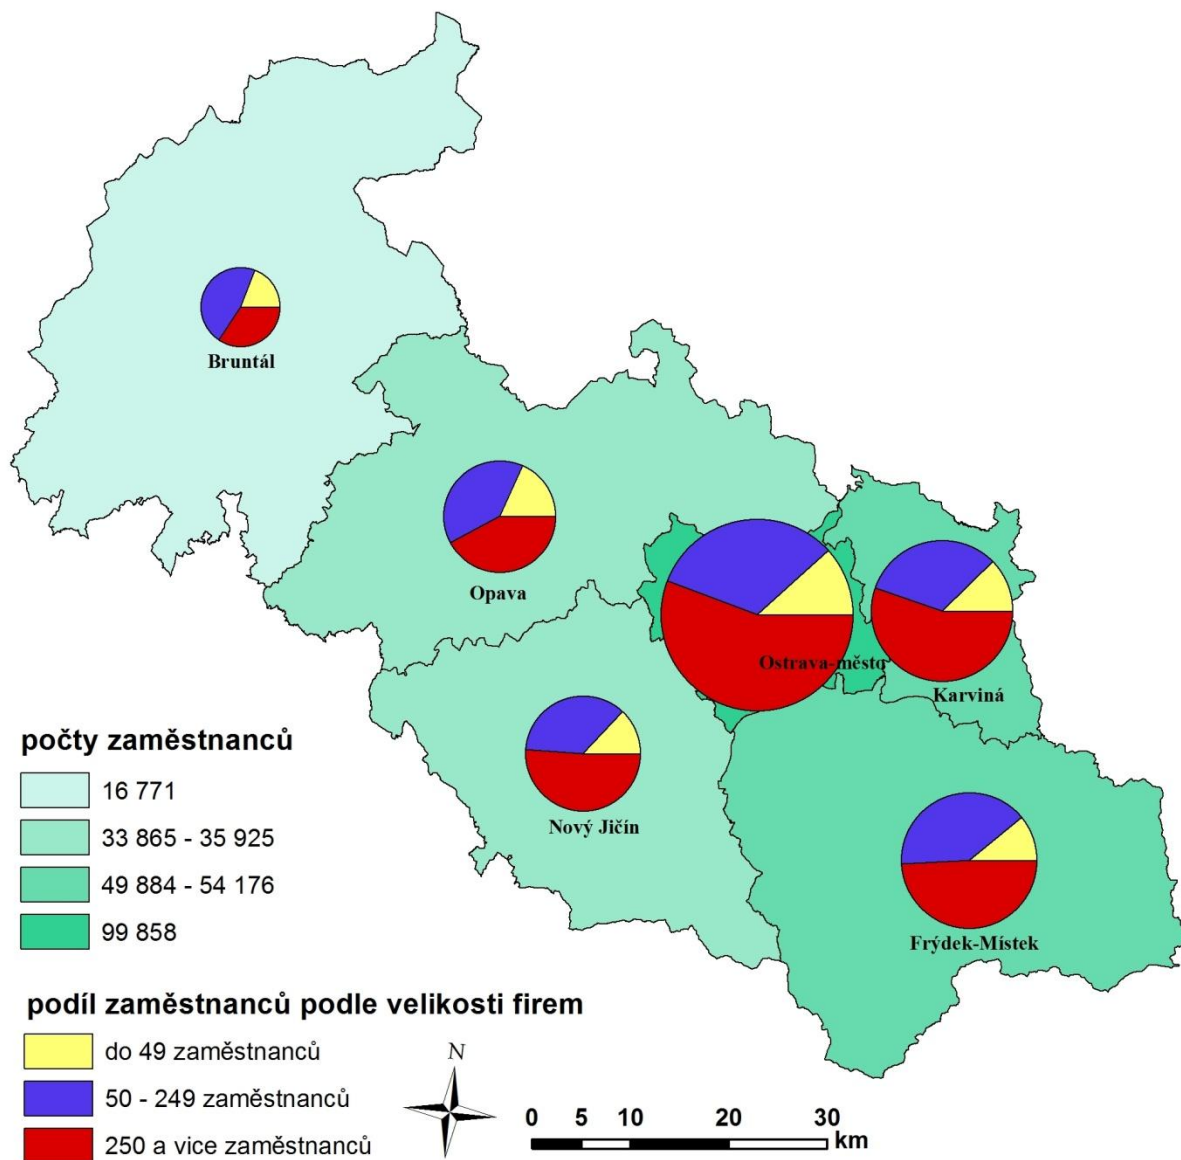 Bruntál
Opava
Ostrava-město
Karviná
Nový Jičín
Frýdek-Místek
počty zaměstnanců
16 771
33 865 - 35 925
49 884 - 54 176
99 858
podíl zaměstnanců podle velikosti firem
do 49 zaměstnanců
50 - 249 zaměstnanců
250 a vice zaměstnanců
N
0 5 10 20 30
km